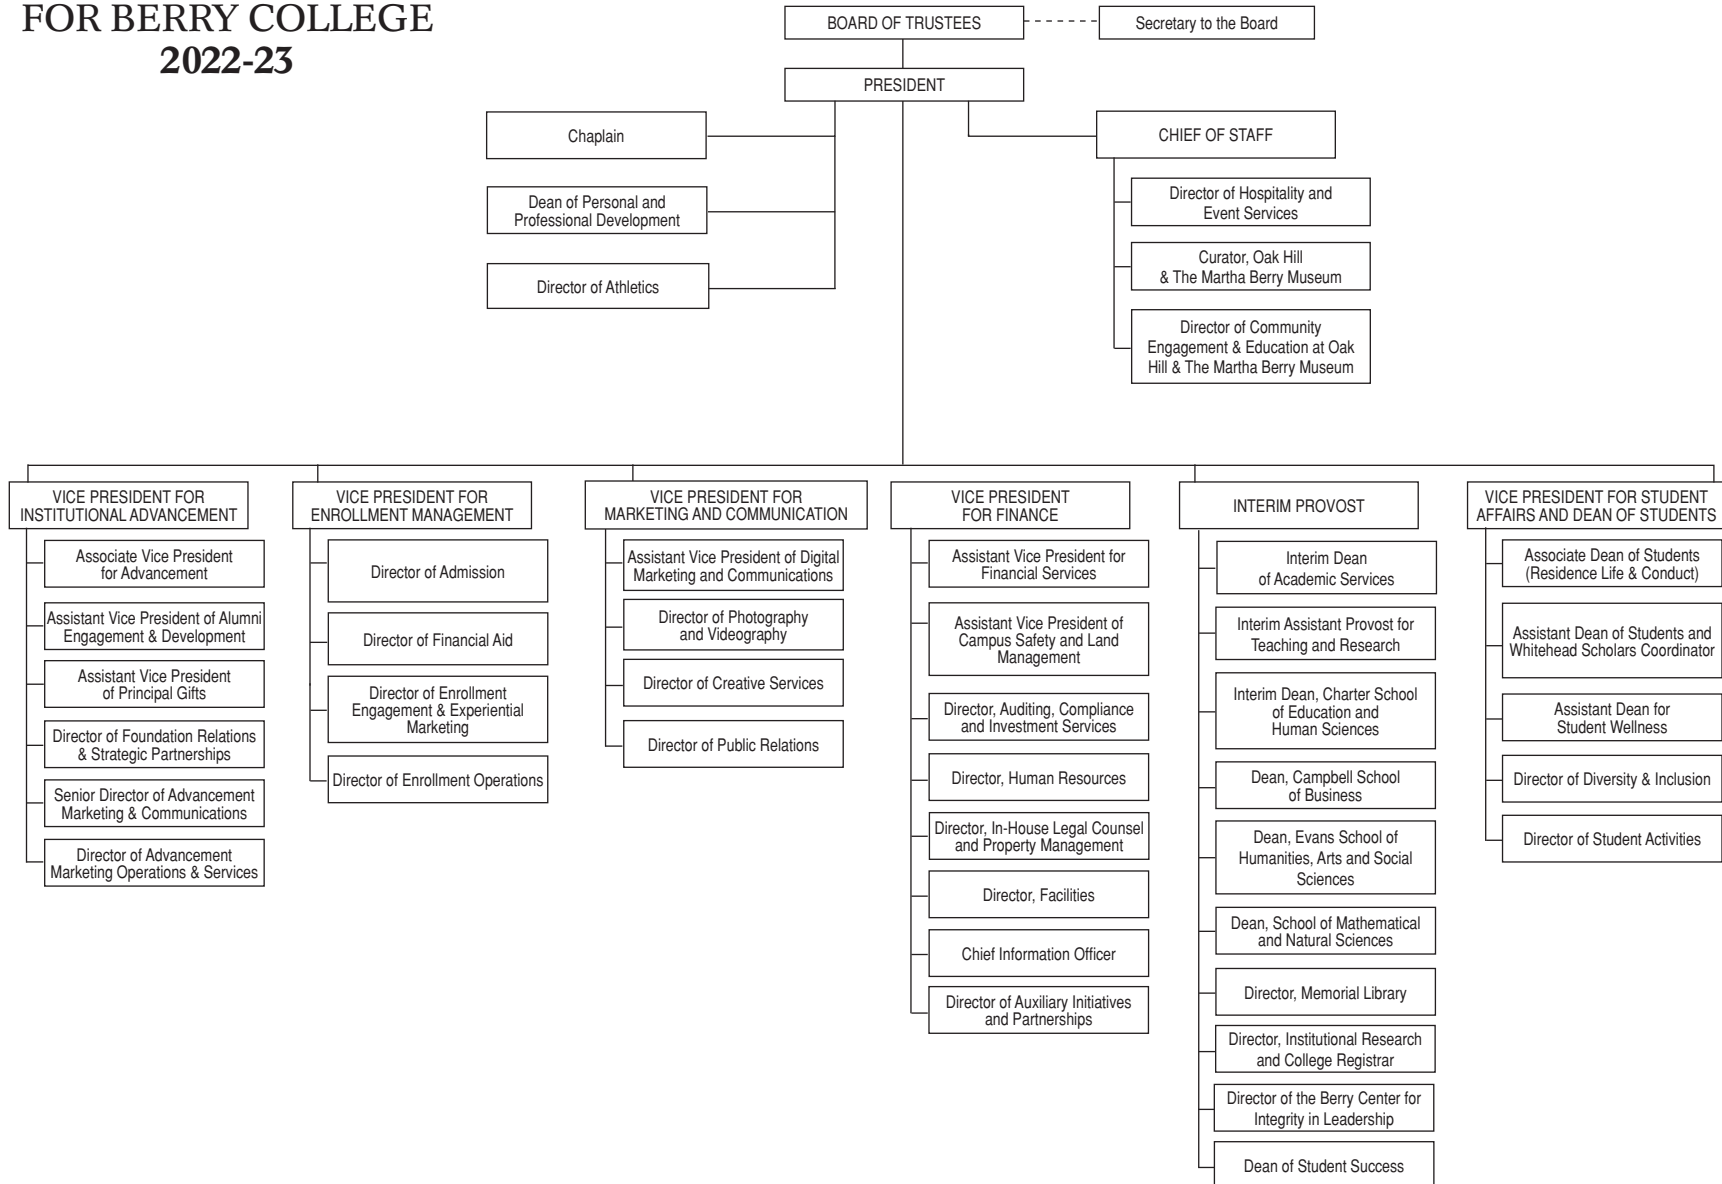 FOR BERRY COLLEGE
2022-23
BOARD OF TRUSTEES
Secretary to the Board
PRESIDENT
Chaplain
Dean of Personal and
Professional Development
Director of Athletics
CHIEF OF STAFF
Director of Hospitality and
Event Services
Curator, Oak Hill
& The Martha Berry Museum
Director of Community
Engagement & Education at Oak
Hill & The Martha Berry Museum
VICE PRESIDENT FOR
INSTITUTIONAL ADVANCEMENT
Associate Vice President
for Advancement
Assistant Vice President of Alumni
Engagement & Development
Assistant Vice President
of Principal Gifts
Director of Foundation Relations
& Strategic Partnerships
Senior Director of Advancement
Marketing & Communications
Director of Advancement
Marketing Operations & Services
VICE PRESIDENT FOR
ENROLLMENT MANAGEMENT
Director of Admission
Director of Financial Aid
Director of Enrollment
Engagement & Experiential
Marketing
Director of Enrollment Operations
VICE PRESIDENT FOR
MARKETING AND COMMUNICATION
Assistant Vice President of Digital
Marketing and Communications
Director of Photography
and Videography
Director of Creative Services
Director of Public Relations
VICE PRESIDENT
FOR FINANCE
Assistant Vice President for
Financial Services
Assistant Vice President of
Campus Safety and Land
Management
Director, Auditing, Compliance
and Investment Services
Director, Human Resources
Director, In-House Legal Counsel
and Property Management
Director, Facilities
Chief Information Officer
Director of Auxiliary Initiatives
and Partnerships
INTERIM PROVOST
Interim Dean
of Academic Services
Interim Assistant Provost for
Teaching and Research
Interim Dean, Charter School
of Education and
Human Sciences
Dean, Campbell School
of Business
Dean, Evans School of
Humanities, Arts and Social
Sciences
Dean, School of Mathematical
and Natural Sciences
Director, Memorial Library
Director, Institutional Research
and College Registrar
Director of the Berry Center for
Integrity in Leadership
Dean of Student Success
VICE PRESIDENT FOR STUDENT
AFFAIRS AND DEAN OF STUDENTS
Associate Dean of Students
(Residence Life & Conduct)
Assistant Dean of Students and
Whitehead Scholars Coordinator
Assistant Dean for
Student Wellness
Director of Diversity & Inclusion
Director of Student Activities